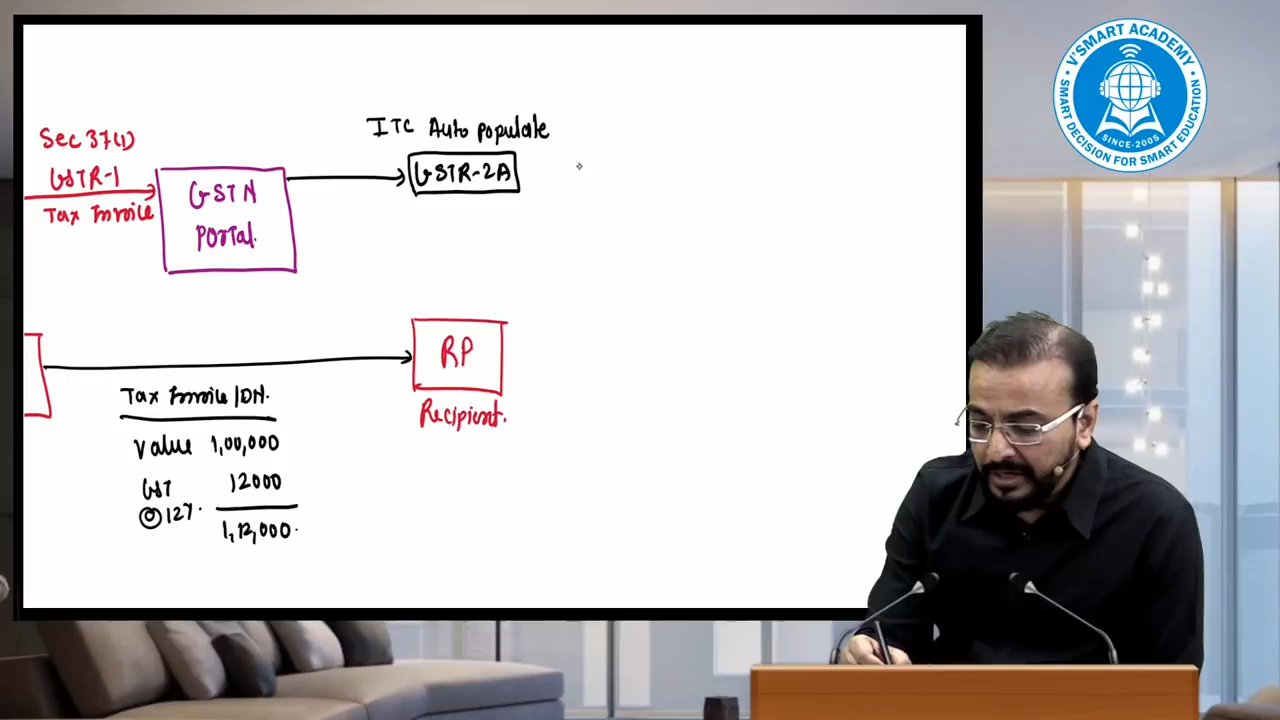 Sec 37(1)
GSTR-1
Tax Invoice
GSTN
Portal.
ITC Auto populate
GSTR-2A
RP
Recipient.
Tax Invoice/DN.
Value 1,00,000
GST 12000
@12%.
1,12,000.
V'SMART ACADEMY
SINCE-2005
SMART DECISION FOR SMART EDUCATION